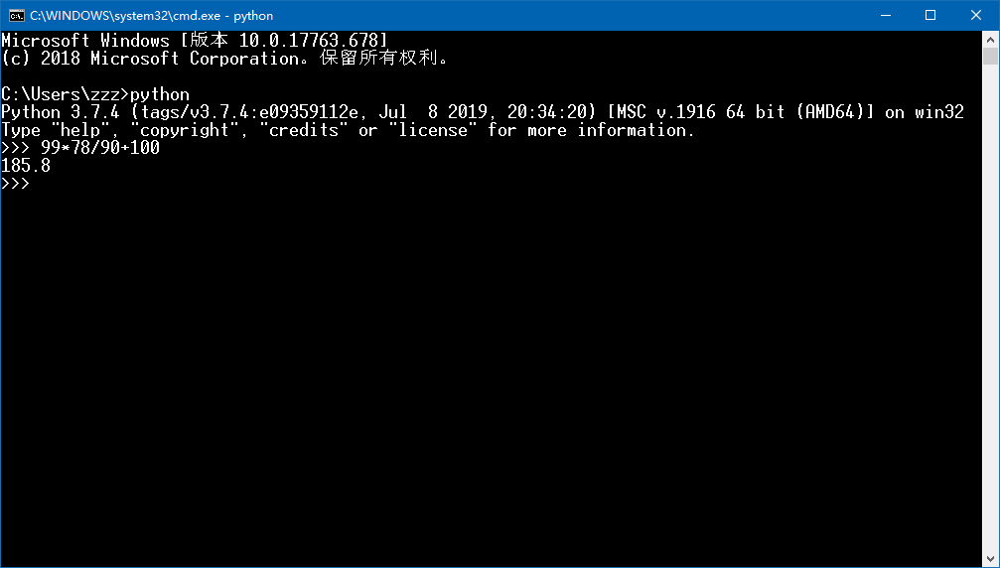 C:\WINDOWS\system32\cmd.exe - python
Microsoft Windows [版本 10.0.17763.678]
(c) 2018 Microsoft Corporation。保留所有权利。
C:\Users\zzz>python
Python 3.7.4 (tags/v3.7.4:e09359112e, Jul  8 2019, 20:34:20) [MSC v.1916 64 bit (AMD64)] on win32
Type "help", "copyright", "credits" or "license" for more information.
>>> 99*78/90+100
185.8
>>>